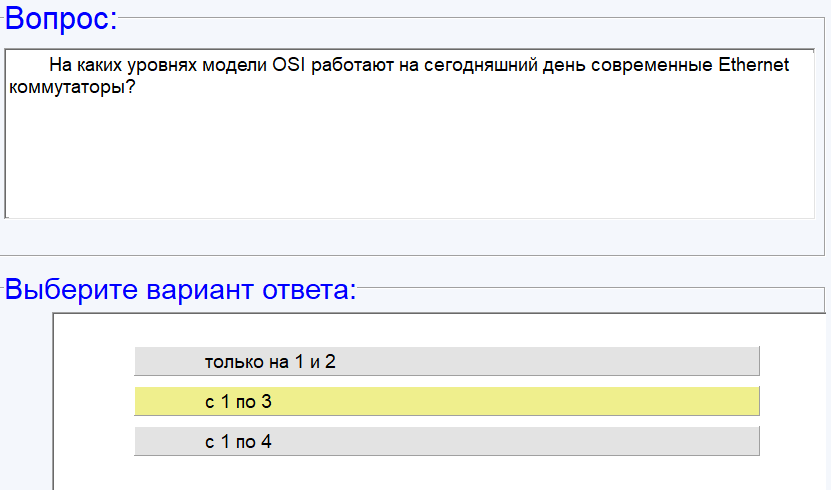 Вопрос:
На каких уровнях модели OSI работают на сегодняшний день современные Ethernet
коммутаторы?
Выберите вариант ответа:
только на 1 и 2
с 1 по 3
с 1 по 4